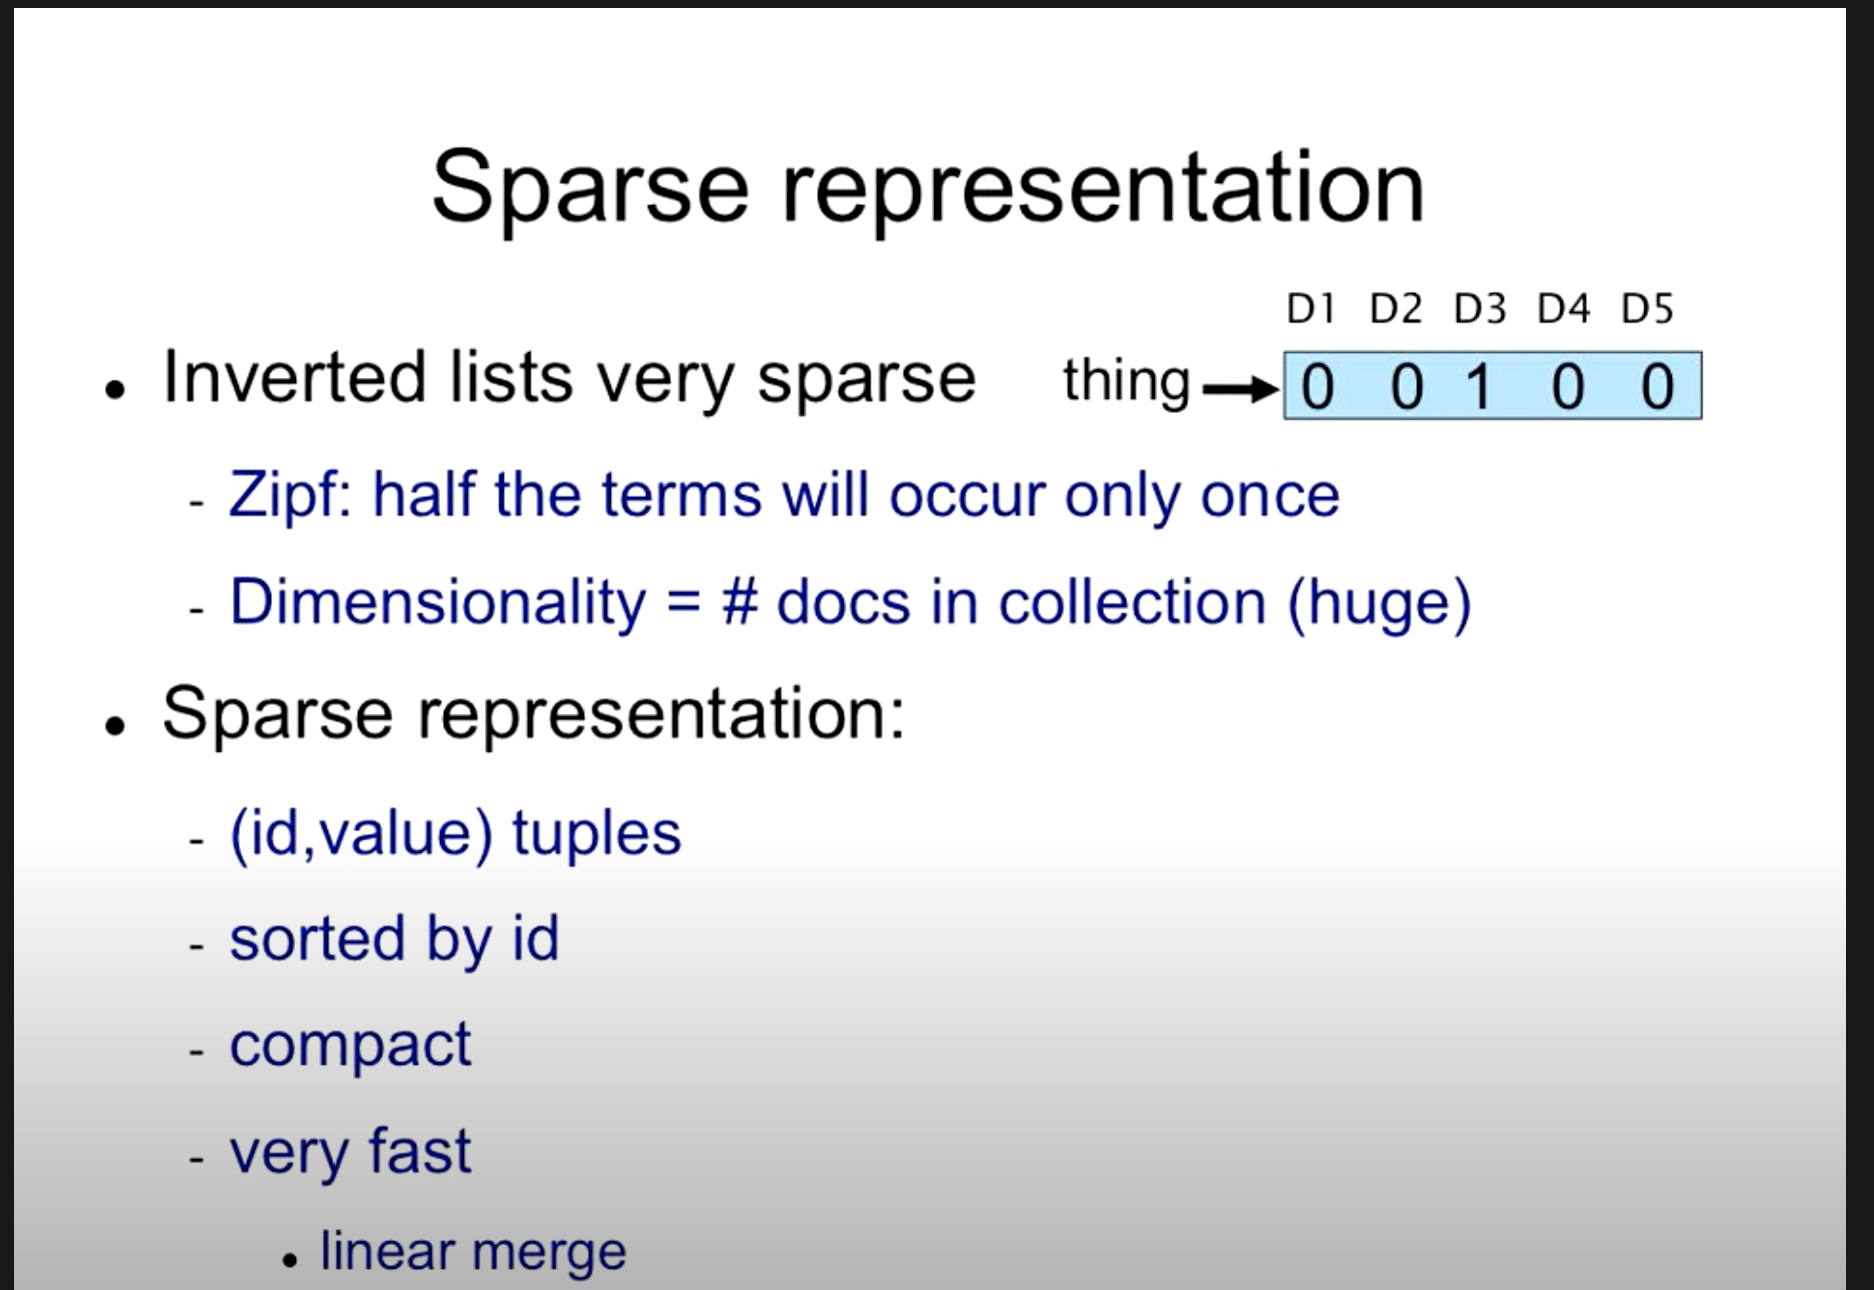 Sparse representation
D1 D2 D3 D4 D5
• Inverted lists very sparse thing 0 0 1 0 0
- Zipf: half the terms will occur only once
- Dimensionality = # docs in collection (huge)
• Sparse representation:
- (id,value) tuples
- sorted by id
- compact
- very fast
• linear merge